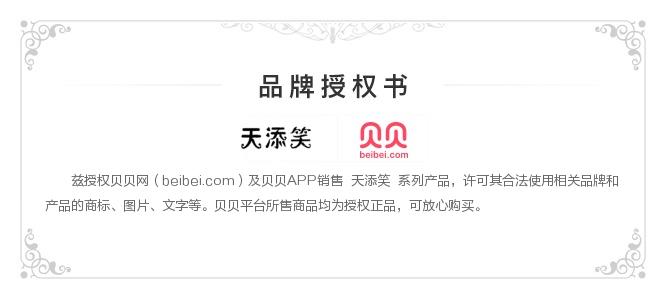 品牌授权书
天添笑 贝贝
beibei.com
兹授权贝贝网（beibei.com）及贝贝APP销售 天添笑 系列产品，许可其合法使用相关品牌和
产品的商标、图片、文字等。贝贝平台所售商品均为授权正品，可放心购买。